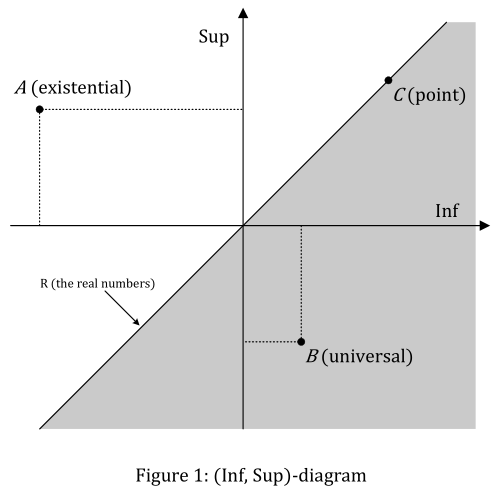 Sup
A (existential)
C (point)
Inf
R (the real numbers)
B (universal)
Figure 1: (Inf, Sup)-diagram